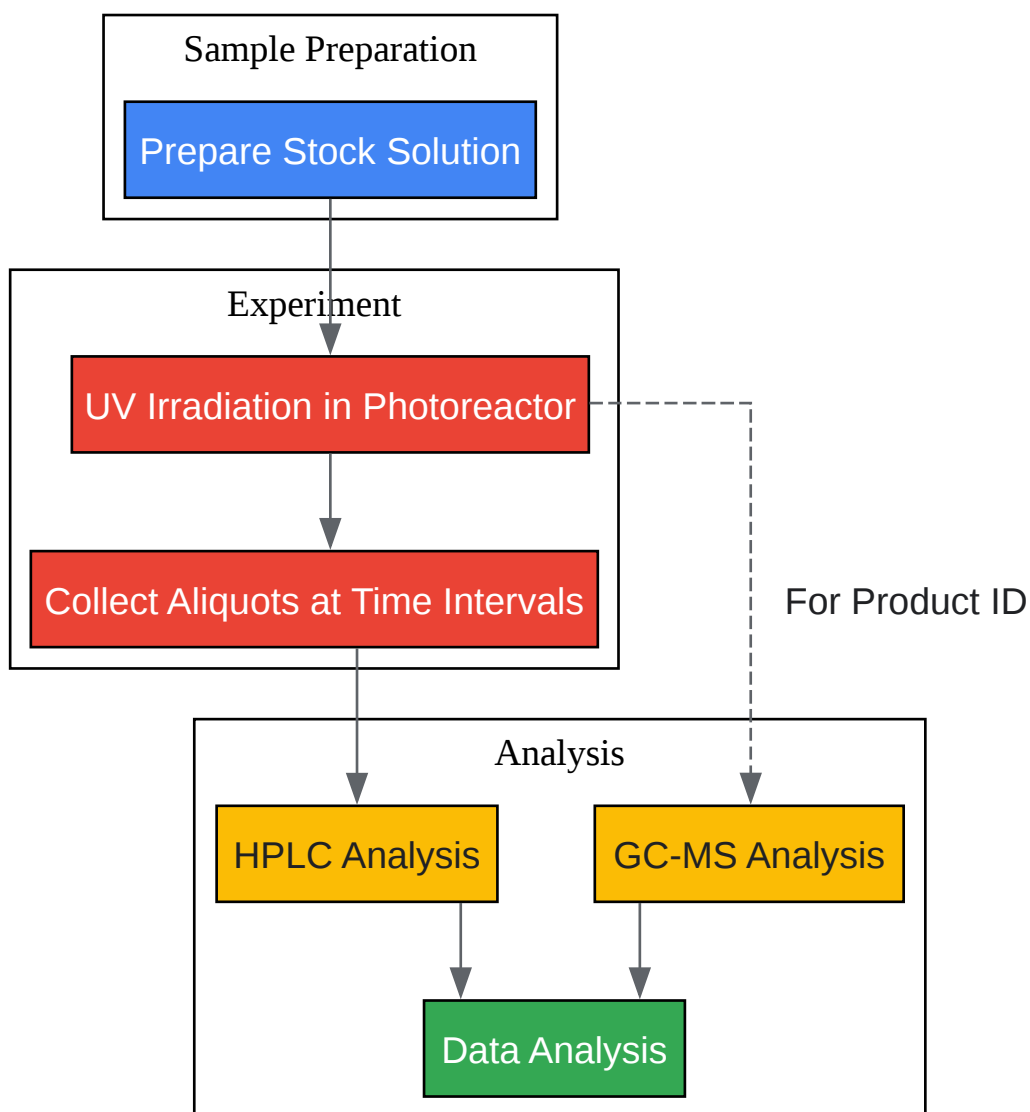 Sample Preparation
Prepare Stock Solution
Experiment
UV Irradiation in Photoreactor
Collect Aliquots at Time Intervals
For Product ID
Analysis
HPLC Analysis
GC-MS Analysis
Data Analysis